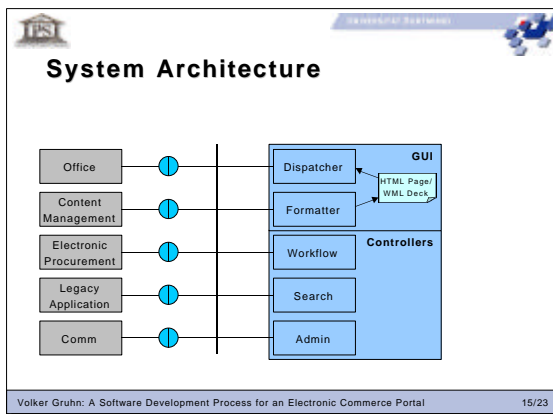 IPSI
System Architecture
Office
Dispatcher
GUI
HTML Page/
WML Deck
Content
Management
Formatter
Electronic
Procurement
Workflow
Controllers
Legacy
Application
Search
Comm
Admin
Volker Gruhn: A Software Development Process for an Electronic Commerce Portal
15/23